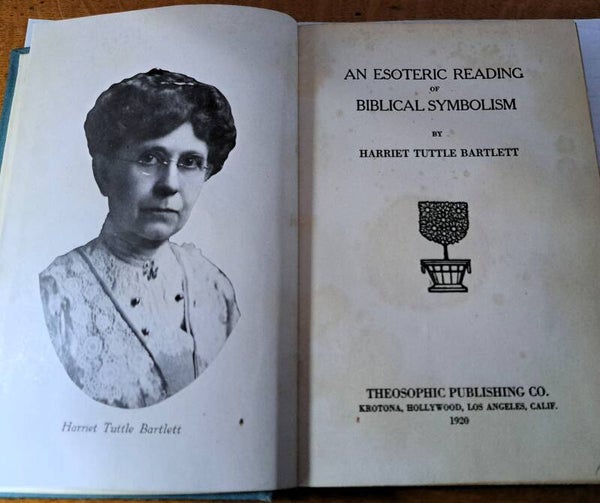 Harriet Tuttle Bartlett
AN ESOTERIC READING
OF
BIBLICAL SYMBOLISM
BY
HARRIET TUTTLE BARTLETT
THEOSOPHIC PUBLISHING CO.
KROTONA, HOLLYWOOD, LOS ANGELES, CALIF.
1920